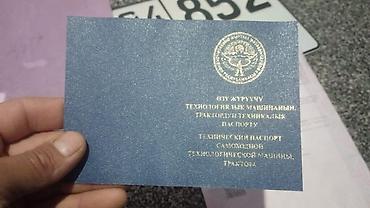 852
ӨЗҮ ЖҮРҮҮЧҮ
ТЕХНОЛОГИЯЛЫК МАШИНАНЫН,
ТРАКТОРДУН ТЕХНИКАЛЫК
ПАСПОРТУ
ТЕХНИЧЕСКИЙ ПАСПОРТ
САМОХОДНОЙ
ТЕХНОЛОГИЧЕСКОЙ МАШИНЫ,
ТРАКТОРА